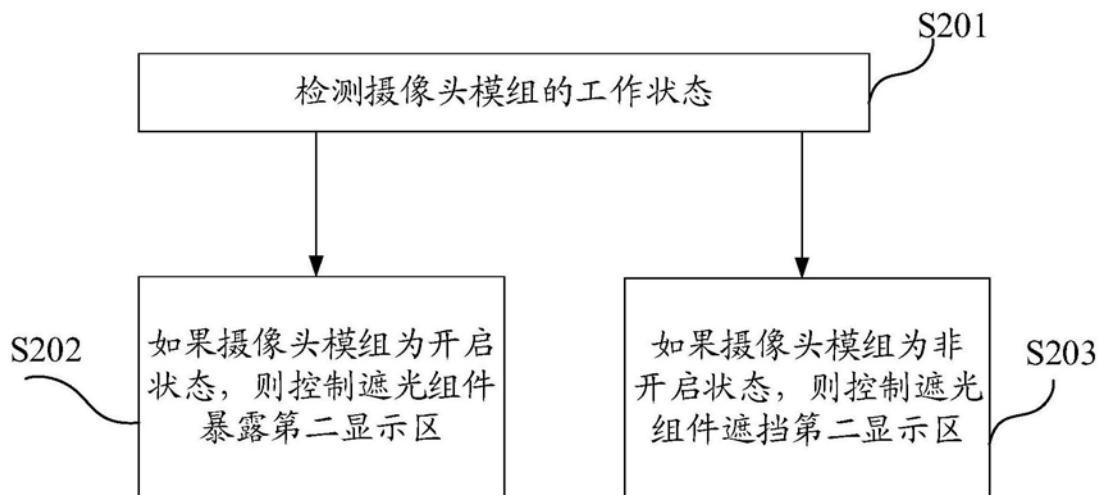 S201
检测摄像头模组的工作状态
S202
如果摄像头模组为开启
状态，则控制遮光组件
暴露第二显示区
如果摄像头模组为非
开启状态，则控制遮光
组件遮挡第二显示区
S203